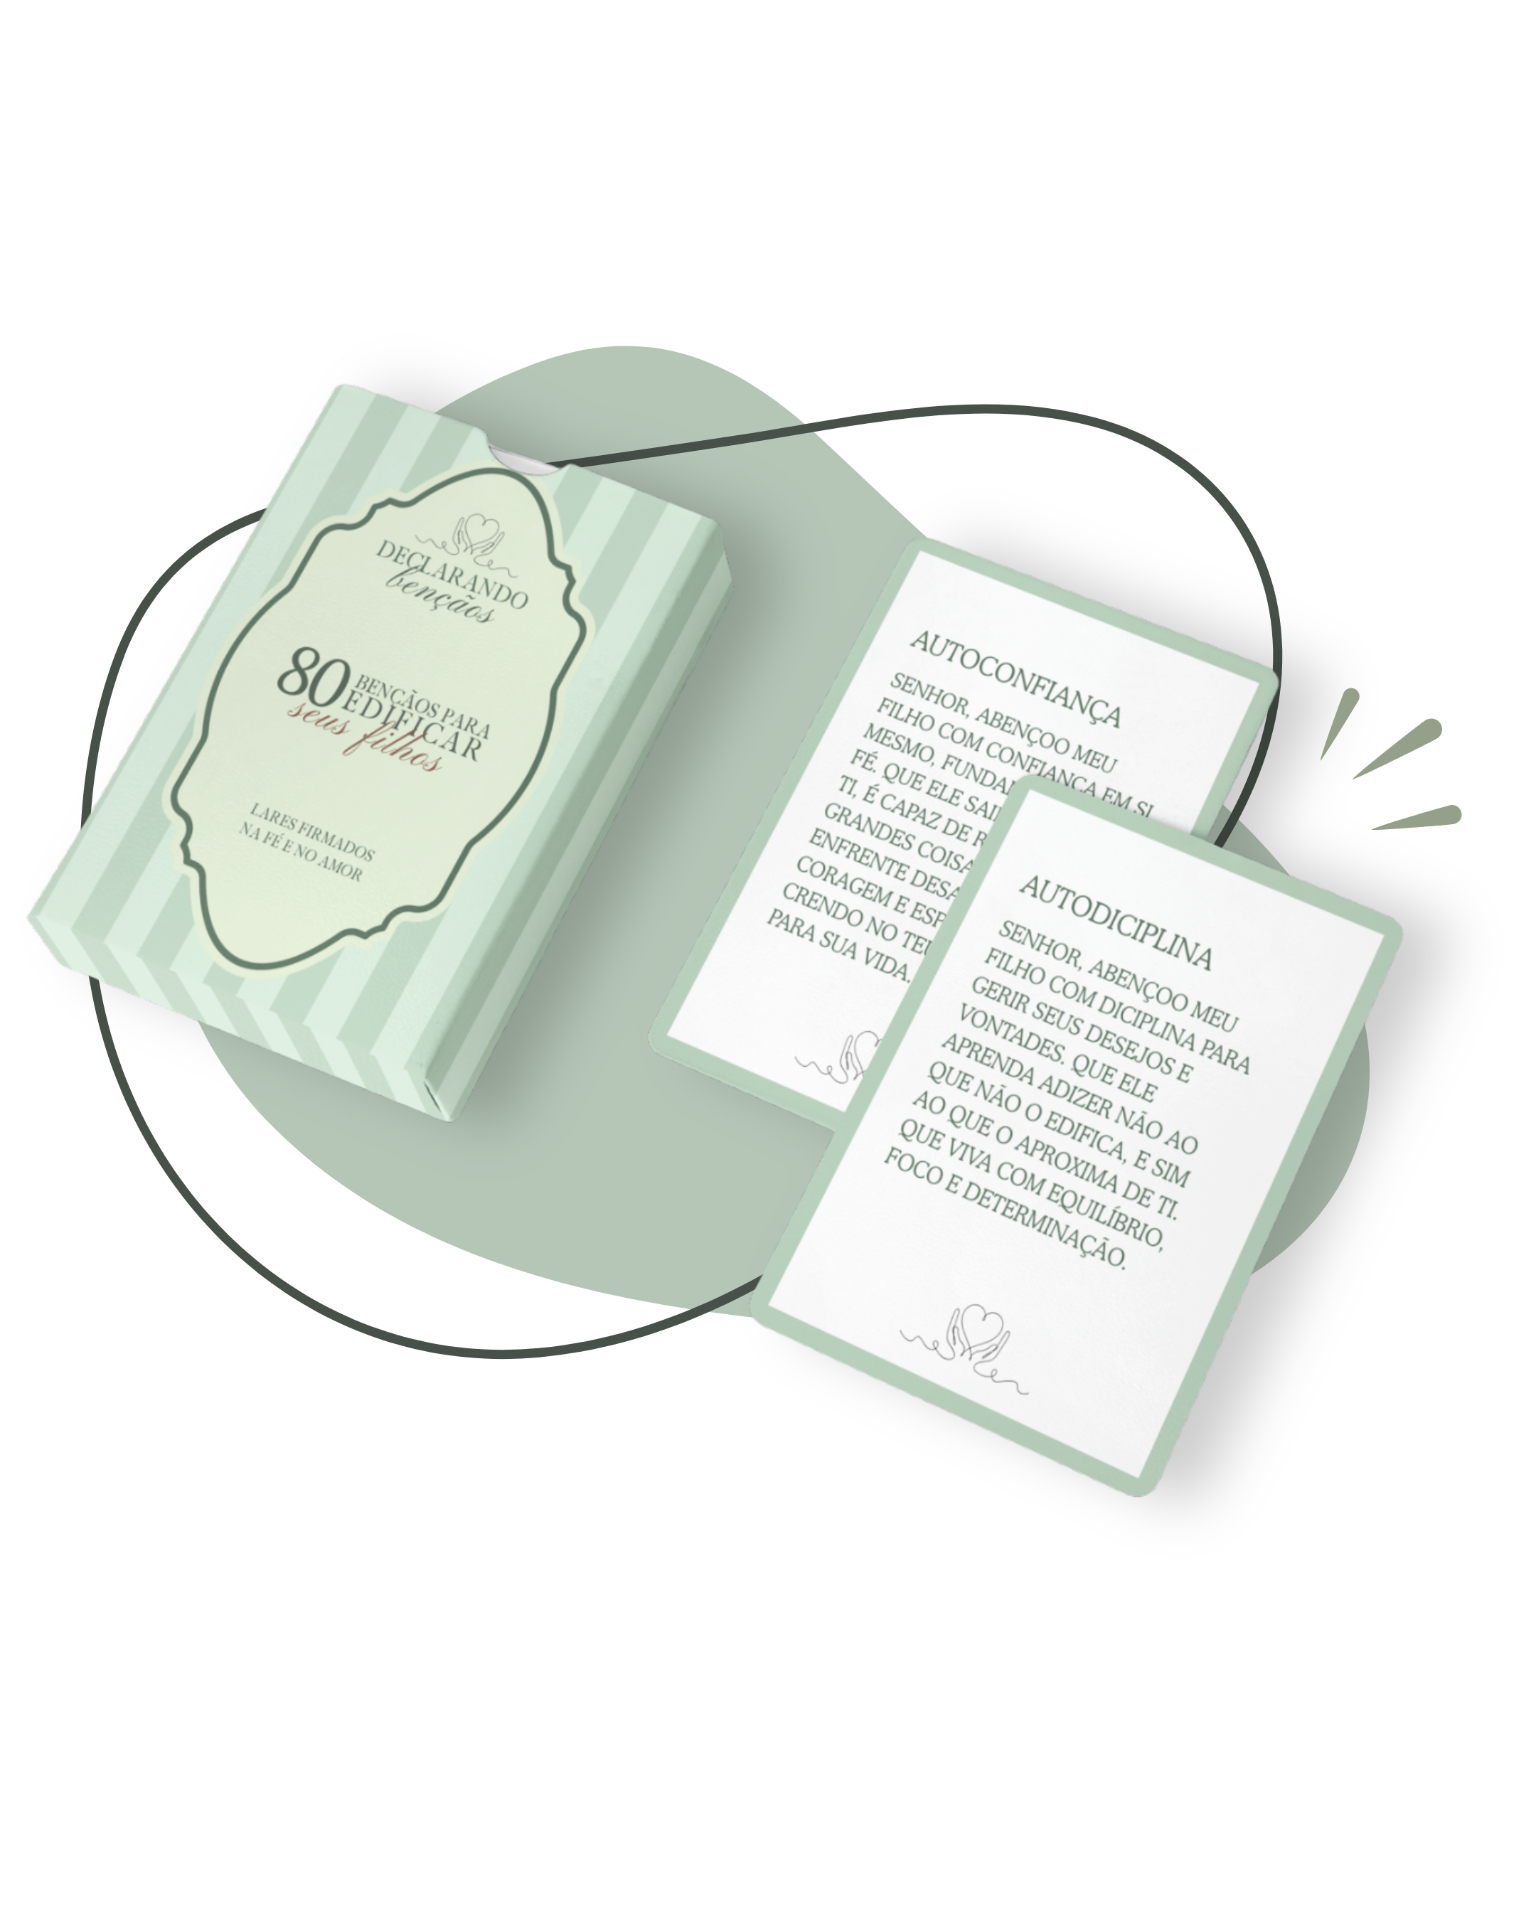 DECLARANDO
bençãos
80 BENÇÃOS PARA
EDIFICAR
seus filhos
LARES FIRMADOS
NA FÉ E NO AMOR
AUTOCONFIANÇA
SENHOR, ABENÇOO MEU
FILHO COM CONFIANÇA EM SI
MESMO,
FÉ. QUE ELE
TI, É CAPAZ DE
GRANDES
ENFRENTE
CORAGEM E
CRENDO NO
PARA SUA VIDA.
AUTODICIPLINA
SENHOR, ABENÇOO MEU
FILHO COM DICIPLINA PARA
GERIR SEUS DESEJOS E
VONTADES. QUE ELE
APRENDA ADIZER NÃO AO
QUE NÃO O EDIFICA, E SIM
AO QUE O APROXIMA DE TI.
QUE VIVA COM EQUILÍBRIO,
FOCO E DETERMINAÇÃO.